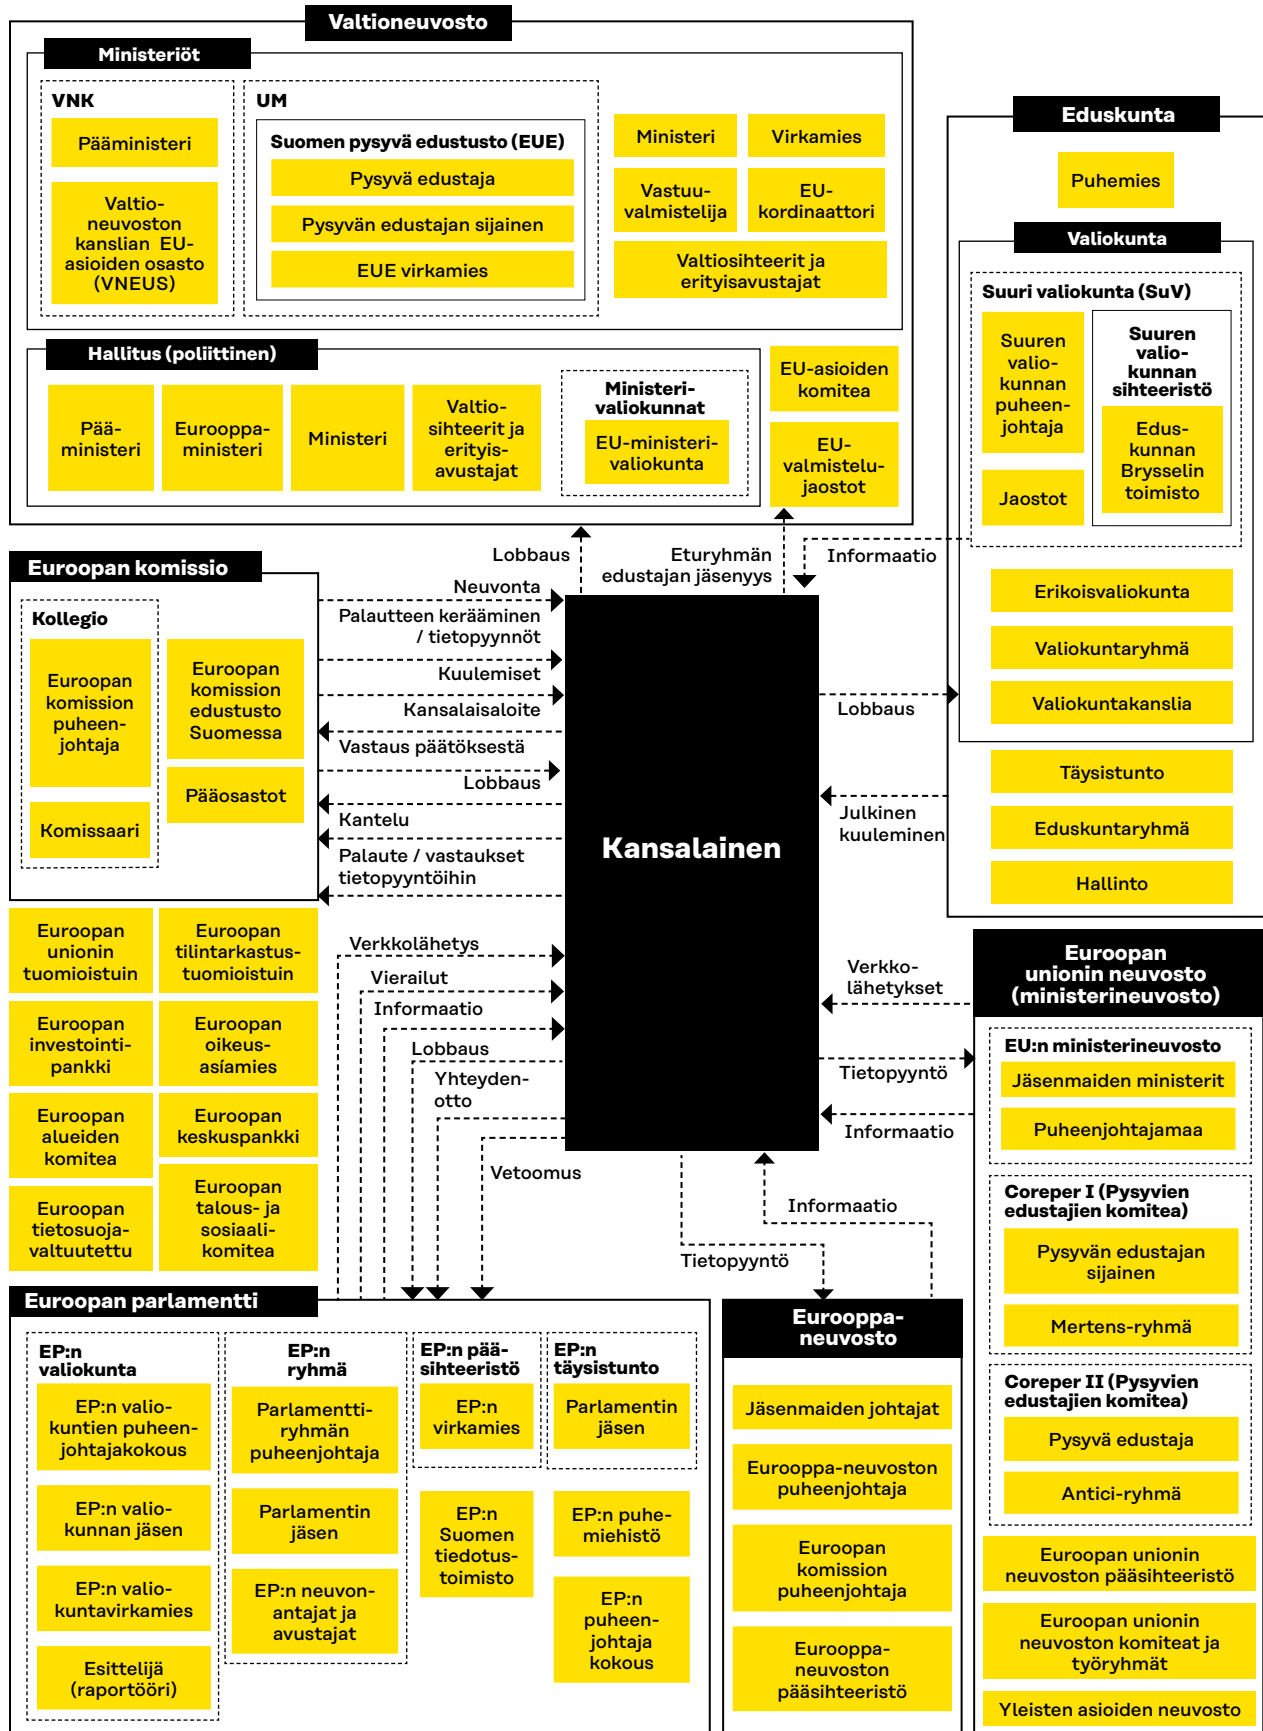 Valtioneuvosto
Ministeriöt
VNK
Pääministeri
Valtio-
neuvoston
kanslian EU-
asioiden osasto
(VNEUS)
UM
Suomen pysyvä edustusto (EUE)
Pysyvä edustaja
Pysyvän edustajan sijainen
EUE virkamies
Ministeri
Virkamies
Vastuu-
valmistelija
EU-
kordinaattori
Valtiosihteerit ja
erityisavustajat
Hallitus (poliittinen)
Pää-
ministeri
Eurooppa-
ministeri
Ministeri
Valtio-
sihteerit ja
erityis-
avustajat
Ministeri-
valiokunnat
EU-ministeri-
valiokunta
EU-asioiden
komitea
EU-
valmistelu-
jaostot
Eduskunta
Puhemies
Valiokunta
Suuri valiokunta (SuV)
Suuren
valio-
kunnan
puheen-
johtaja
Jaostot
Suuren
valio-
kunnan
sihteeristö
Edus-
kunnan
Brysselin
toimisto
Erikoisvaliokunta
Valiokuntaryhmä
Valiokuntakanslia
Täysistunto
Eduskuntaryhmä
Hallinto
Lobbaus
Eturyhmän
edustajan jäsenyys
Informaatio
Lobbaus
Julkinen
kuuleminen
Euroopan komissio
Kollegio
Euroopan
komission
puheen-
johtaja
Komissaari
Euroopan
komission
edustusto
Suomessa
Pääosastot
Neuvonta
Palautteen kerääminen
/ tietopyynnöt
Kuulemiset
Kansalaisaloite
Vastaus päätöksestä
Lobbaus
Kantelu
Palaute / vastaukset
tietopyyntöihin
Kansalainen
Euroopan
unionin
tuomioistuin
Euroopan
tilintarkastus-
tuomioistuin
Euroopan
investointi-
pankki
Euroopan
oikeus-
asíamies
Euroopan
alueiden
komitea
Euroopan
keskuspankki
Euroopan
tietosuoja-
valtuutettu
Euroopan
talous- ja
sosiaali-
komitea
Verkkolähetys
Vierailut
Informaatio
Lobbaus
Yhteyden-
otto
Vetoomus
Verkko-
lähetykset
Tietopyyntö
Informaatio
Informaatio
Tietopyyntö
Euroopan
unionin neuvosto
(ministerineuvosto)
EU:n ministerineuvosto
Jäsenmaiden ministerit
Puheenjohtajamaa
Coreper I (Pysyvien
edustajien komitea)
Pysyvän edustajan
sijainen
Mertens-ryhmä
Coreper II (Pysyvien
edustajien komitea)
Pysyvä edustaja
Antici-ryhmä
Euroopan unionin
neuvoston pääsihteeristö
Euroopan unionin
neuvoston komiteat ja
työryhmät
Yleisten asioiden neuvosto
Euroopan parlamentti
EP:n
valiokunta
EP:n valio-
kuntien puheen-
johtajakokous
EP:n valio-
kunnan jäsen
EP:n valio-
kuntavirkamies
Esittelijä
(raportööri)
EP:n
ryhmä
Parlamentti-
ryhmän
puheenjohtaja
Parlamentin
jäsen
EP:n neuvon-
antajat ja
avustajat
EP:n pää-
sihteeristö
EP:n
virkamies
EP:n
Suomen
tiedotus-
toimisto
EP:n
täysistunto
Parlamentin
jäsen
EP:n puhe-
miehistö
EP:n
puheen-
johtaja
kokous
Eurooppa-
neuvosto
Jäsenmaiden johtajat
Eurooppa-neuvoston
puheenjohtaja
Euroopan
komission
puheenjohtaja
Eurooppa-
neuvoston
pääsihteeristö